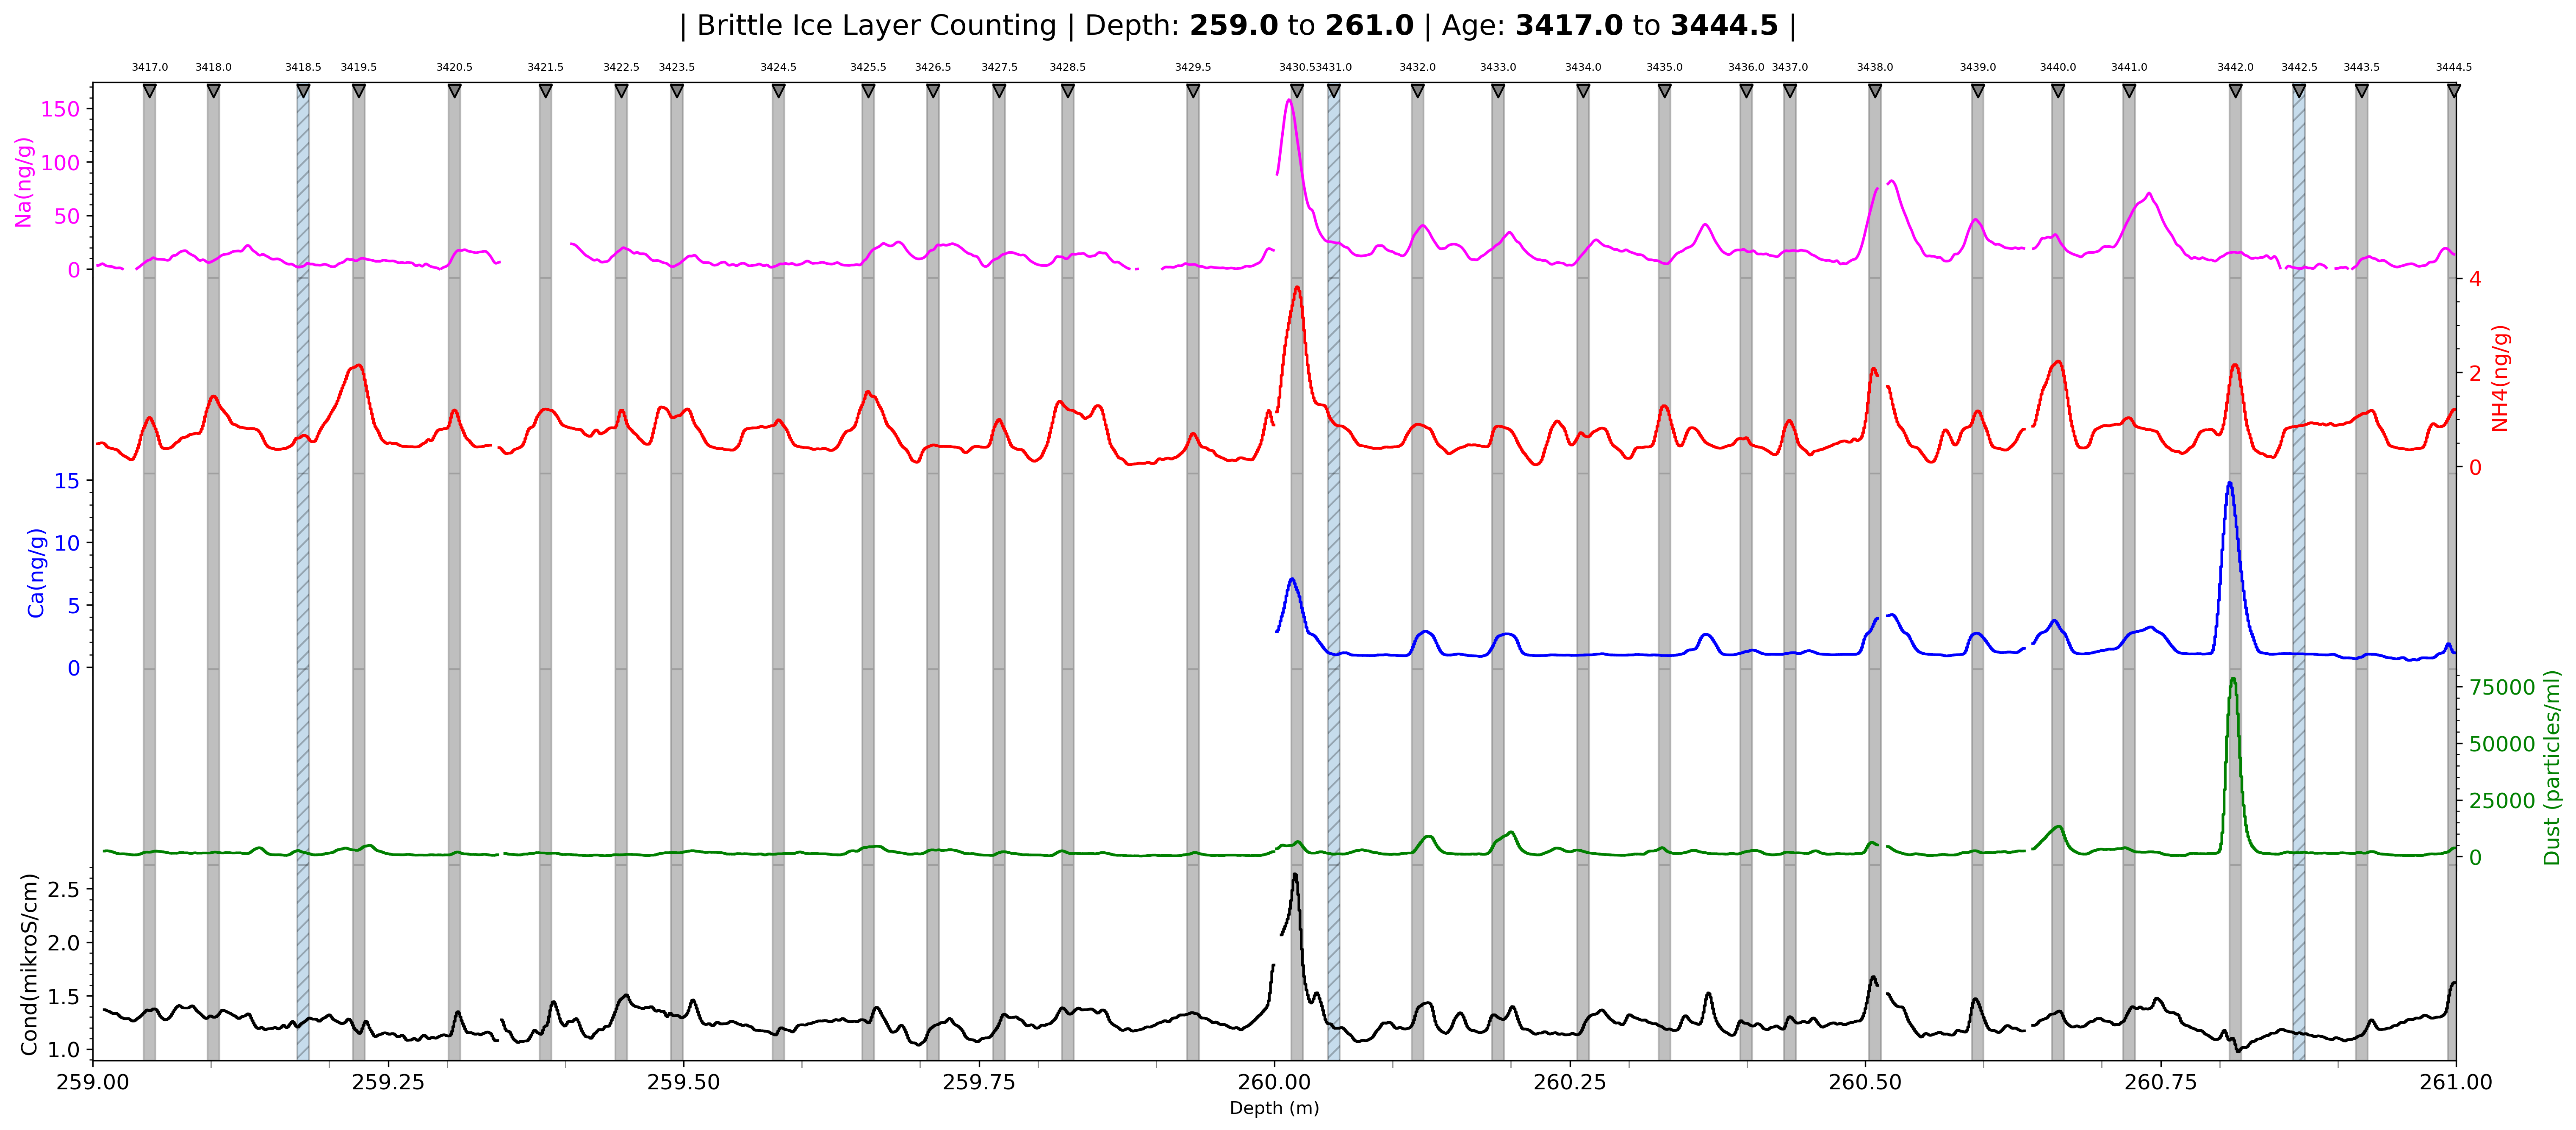 | Brittle Ice Layer Counting | Depth: 259.0 to 261.0 | Age: 3417.0 to 3444.5 |
3417.0 3418.0 3418.5 3419.5 3420.5 3421.5 3422.5 3423.5 3424.5 3425.5 3426.5 3427.5 3428.5 3429.5 3430.5 3431.0 3432.0 3433.0 3434.0 3435.0 3436.0 3437.0 3438.0 3439.0 3440.0 3441.0 3442.0 3442.5 3443.5 3444.5
Na(ng/g)
150
100
50
0
NH4(ng/g)
4
2
0
Ca(ng/g)
15
10
5
0
Dust (particles/ml)
75000
50000
25000
0
Cond(mikroS/cm)
2.5
2.0
1.5
1.0
259.00 259.25 259.50 259.75 260.00 260.25 260.50 260.75 261.00
Depth (m)